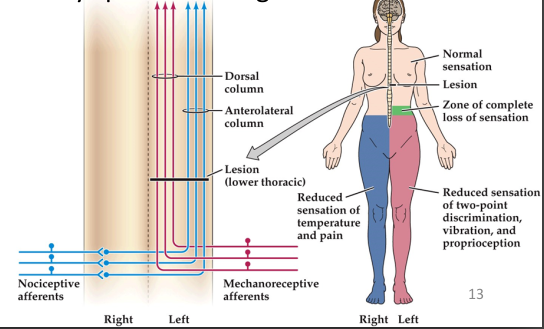 Dorsal
column
Anterolateral
column
Lesion
(lower thoracic)
Nociceptive
afferents
Mechanoreceptive
afferents
Right
Left
Normal
sensation
Lesion
Zone of complete
loss of sensation
Reduced
sensation of
temperature
and pain
Reduced sensation
of two-point
discrimination,
vibration, and
proprioception
13
Right Left